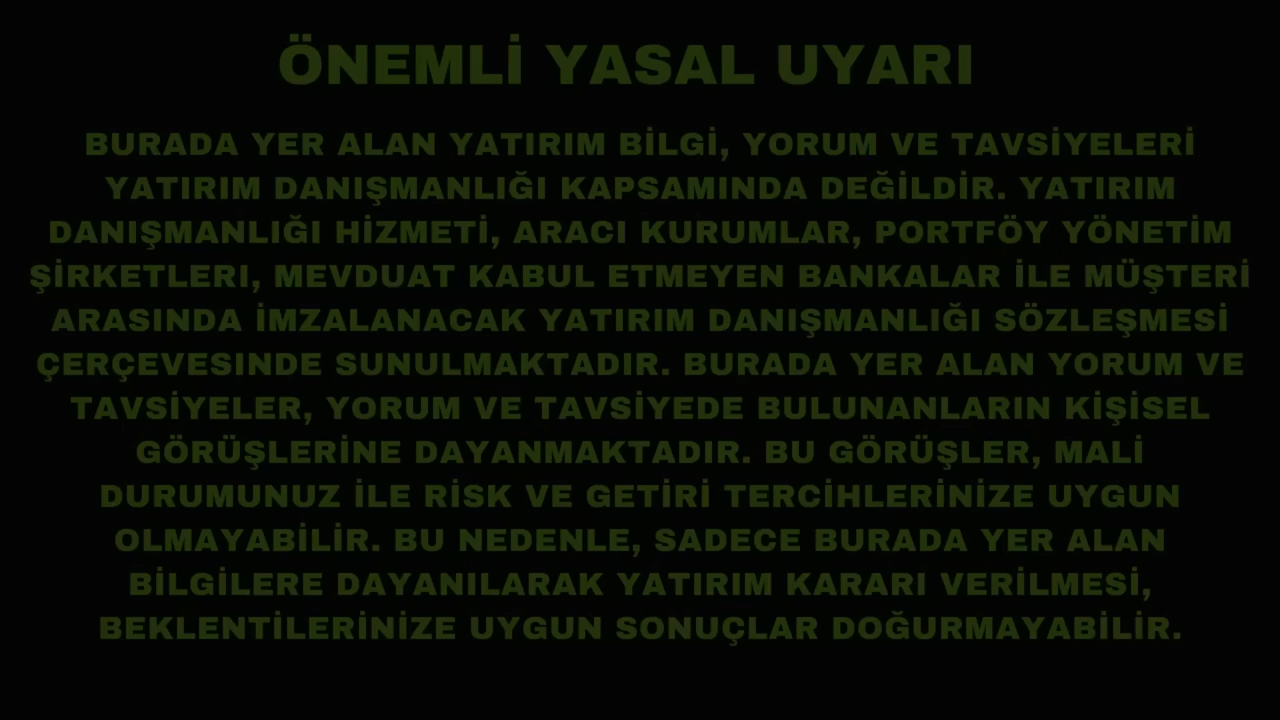 ÖNEMLİ YASAL UYARI
BURADA YER ALAN YATIRIM BİLGİ, YORUM VE TAVSİYELERİ
YATIRIM DANIŞMANLIĞI KAPSAMINDA DEĞİLDİR. YATIRIM
DANIŞMANLIĞI HİZMETİ, ARACI KURUMLAR, PORTFÖY YÖNETİM
ŞİRKETLERI, MEVDUAT KABUL ETMEYEN BANKALAR İLE MÜŞTERİ
ARASINDA İMZALANACAK YATIRIM DANIŞMANLIĞI SÖZLEŞMESİ
ÇERÇEVESINDE SUNULMAKTADIR. BURADA YER ALAN YORUM VE
TAVSİYELER, YORUM VE TAVSİYEDE BULUNANLARIN KİŞİSEL
GÖRÜŞLERİNE DAYANMAKTADIR. BU GÖRÜŞLER, MALİ
DURUMUNUZ İLE RİSK VE GETİRİ TERCİHLERİNİZE UYGUN
OLMAYABİLİR. BU NEDENLE, SADECE BURADA YER ALAN
BİLGİLERE DAYANILARAK YATIRIM KARARI VERİLMESİ,
BEKLENTİLERİNİZE UYGUN SONUÇLAR DOĞURMAYABİLİR.